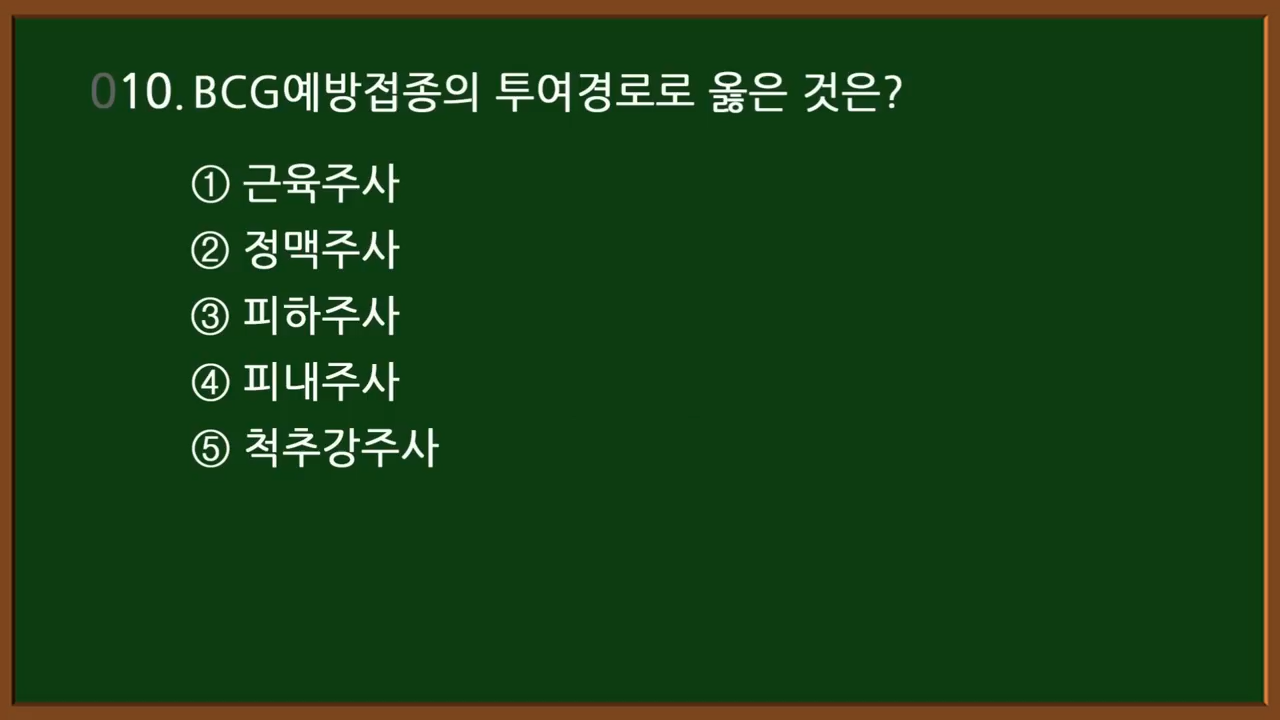 010. BCG예방접종의 투여경로로 옳은 것은?
① 근육주사
② 정맥주사
③ 피하주사
④ 피내주사
⑤ 척추강주사